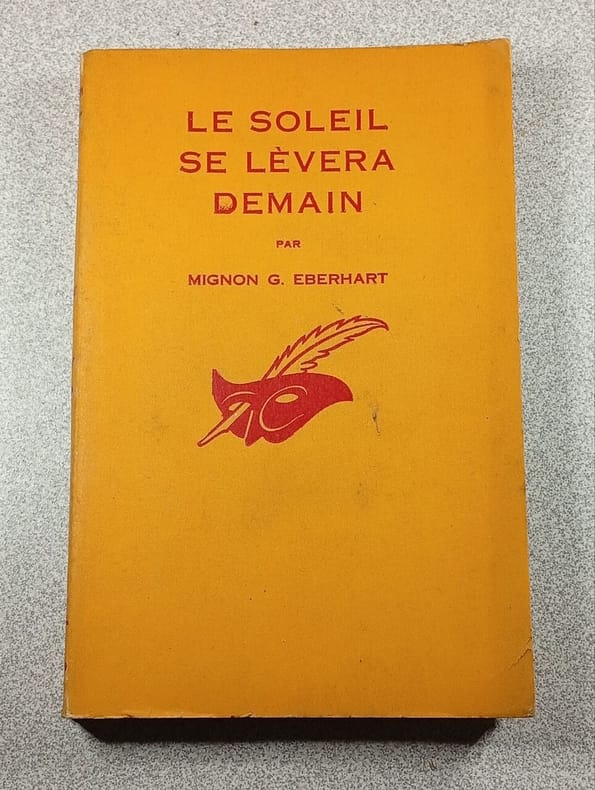 LE SOLEIL
SE LÈVERA
DEMAIN
PAR
MIGNON G. EBERHART